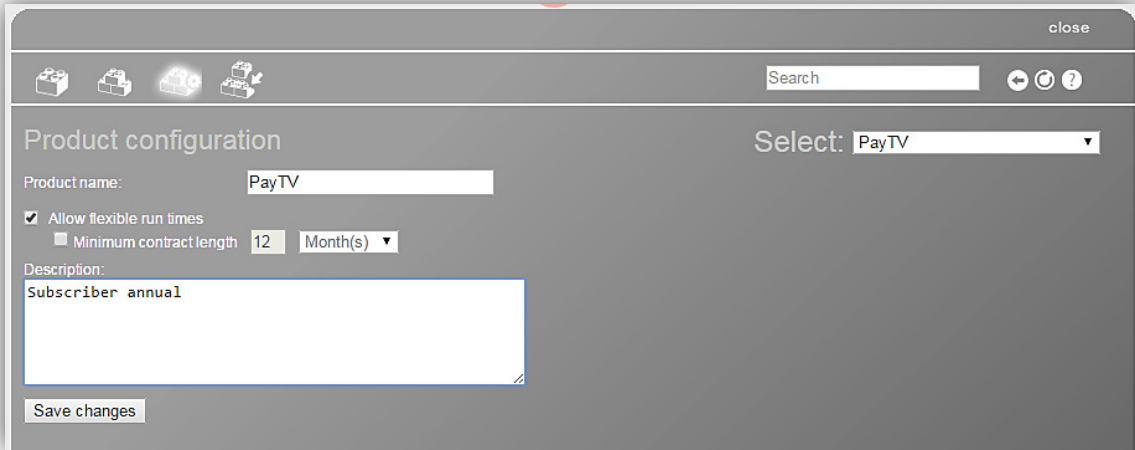 close
Search
?
Product configuration
Select: PayTV
Product name: PayTV
Allow flexible run times
Minimum contract length 12 Month(s)
Description:
Subscriber annual
Save changes